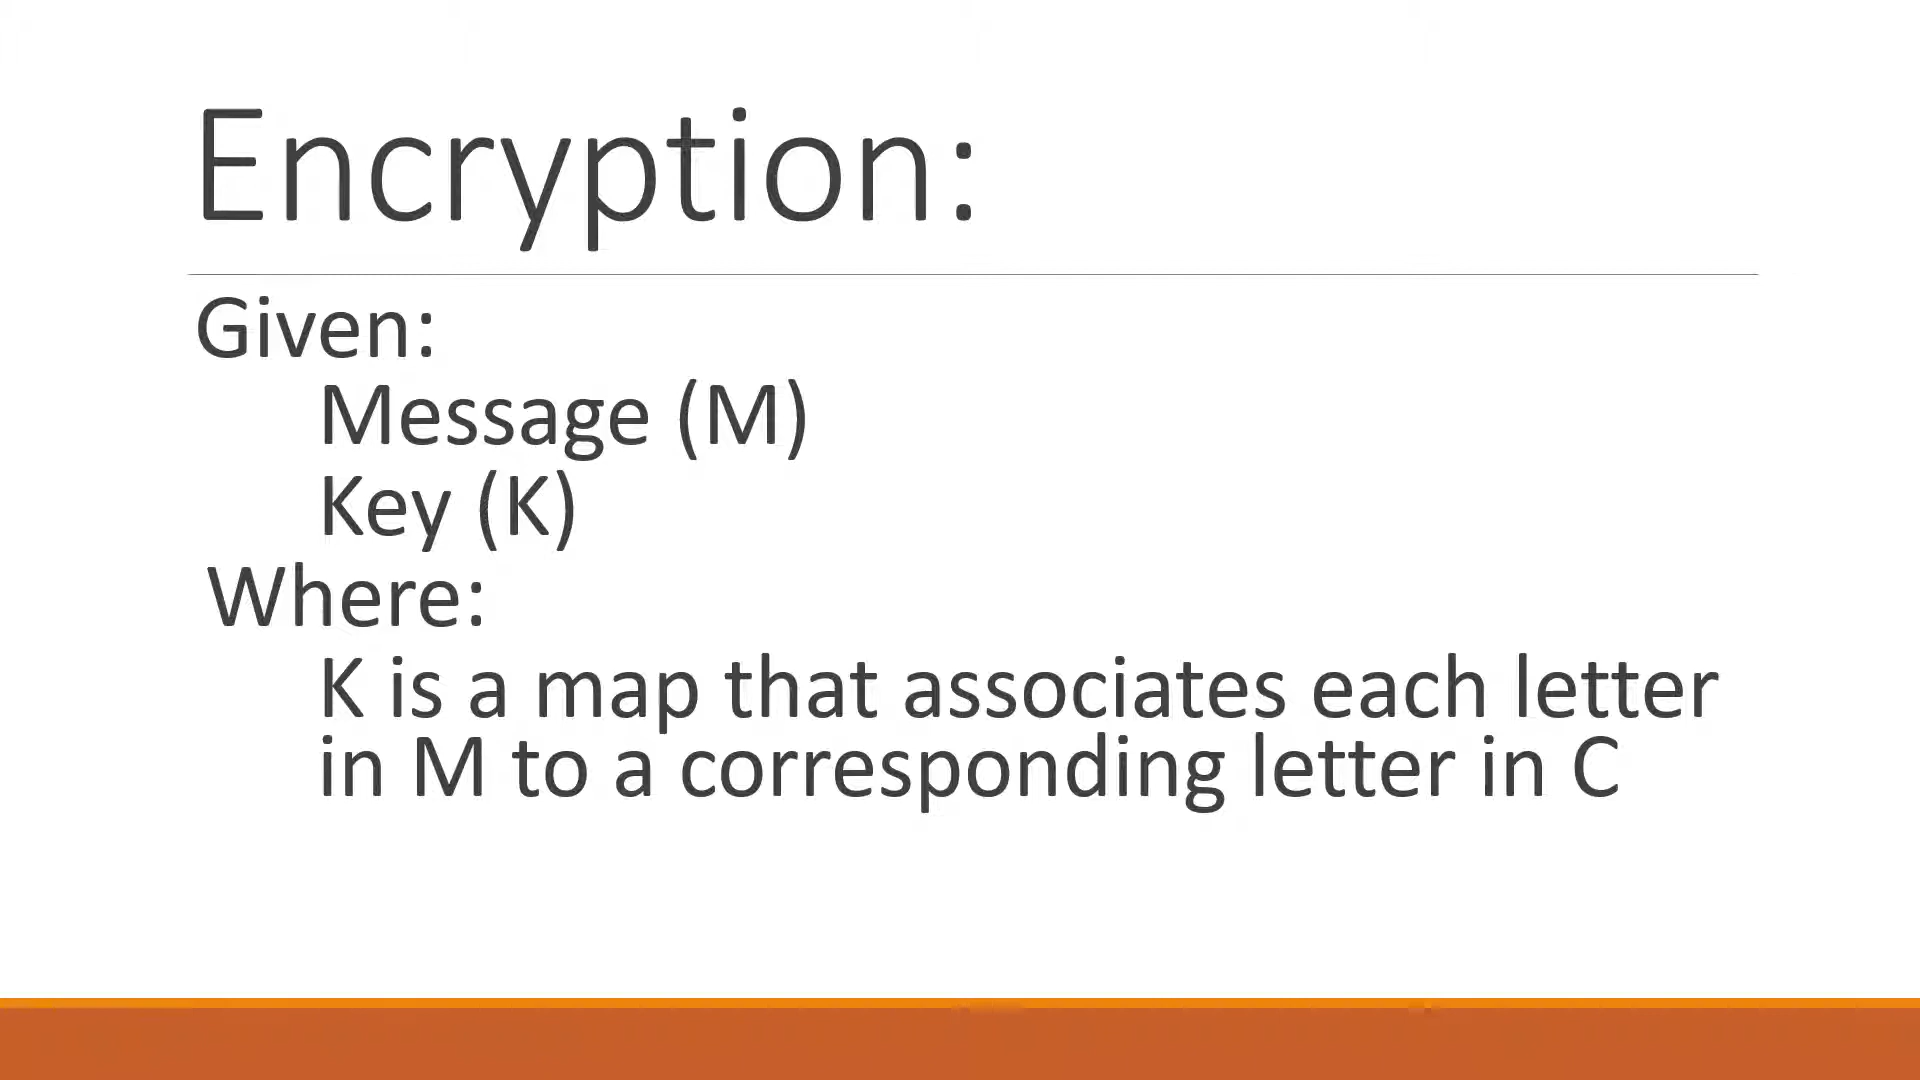 Encryption:
Given:
Message (M)
Key (K)
Where:
K is a map that associates each letter
in M to a corresponding letter in C